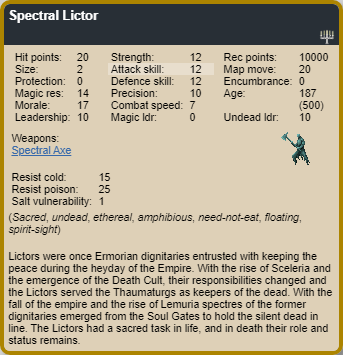 Spectral Lictor
Hit points: 20 Strength: 12 Rec points: 10000
Size: 2 Attack skill: 12 Map move: 20
Protection: 0 Defence skill: 12 Encumbrance: 0
Magic res: 14 Precision: 10 Age: 187
Morale: 17 Combat speed: 7 (500)
Leadership: 10 Magic ldr: 0 Undead ldr: 10
Weapons:
Spectral Axe
Resist cold: 15
Resist poison: 25
Salt vulnerability: 1
(Sacred, undead, ethereal, amphibious, need-not-eat, floating,
spirit-sight)
Lictors were once Ermorian dignitaries entrusted with keeping the
peace during the heyday of the Empire. With the rise of Sceleria and
the emergence of the Death Cult, their responsibilities changed and
the Lictors served the Thaumaturgs as keepers of the dead. With the
fall of the empire and the rise of Lemuria spectres of the former
dignitaries emerged from the Soul Gates to hold the silent dead in
line. The Lictors had a sacred task in life, and in death their role and
status remains.